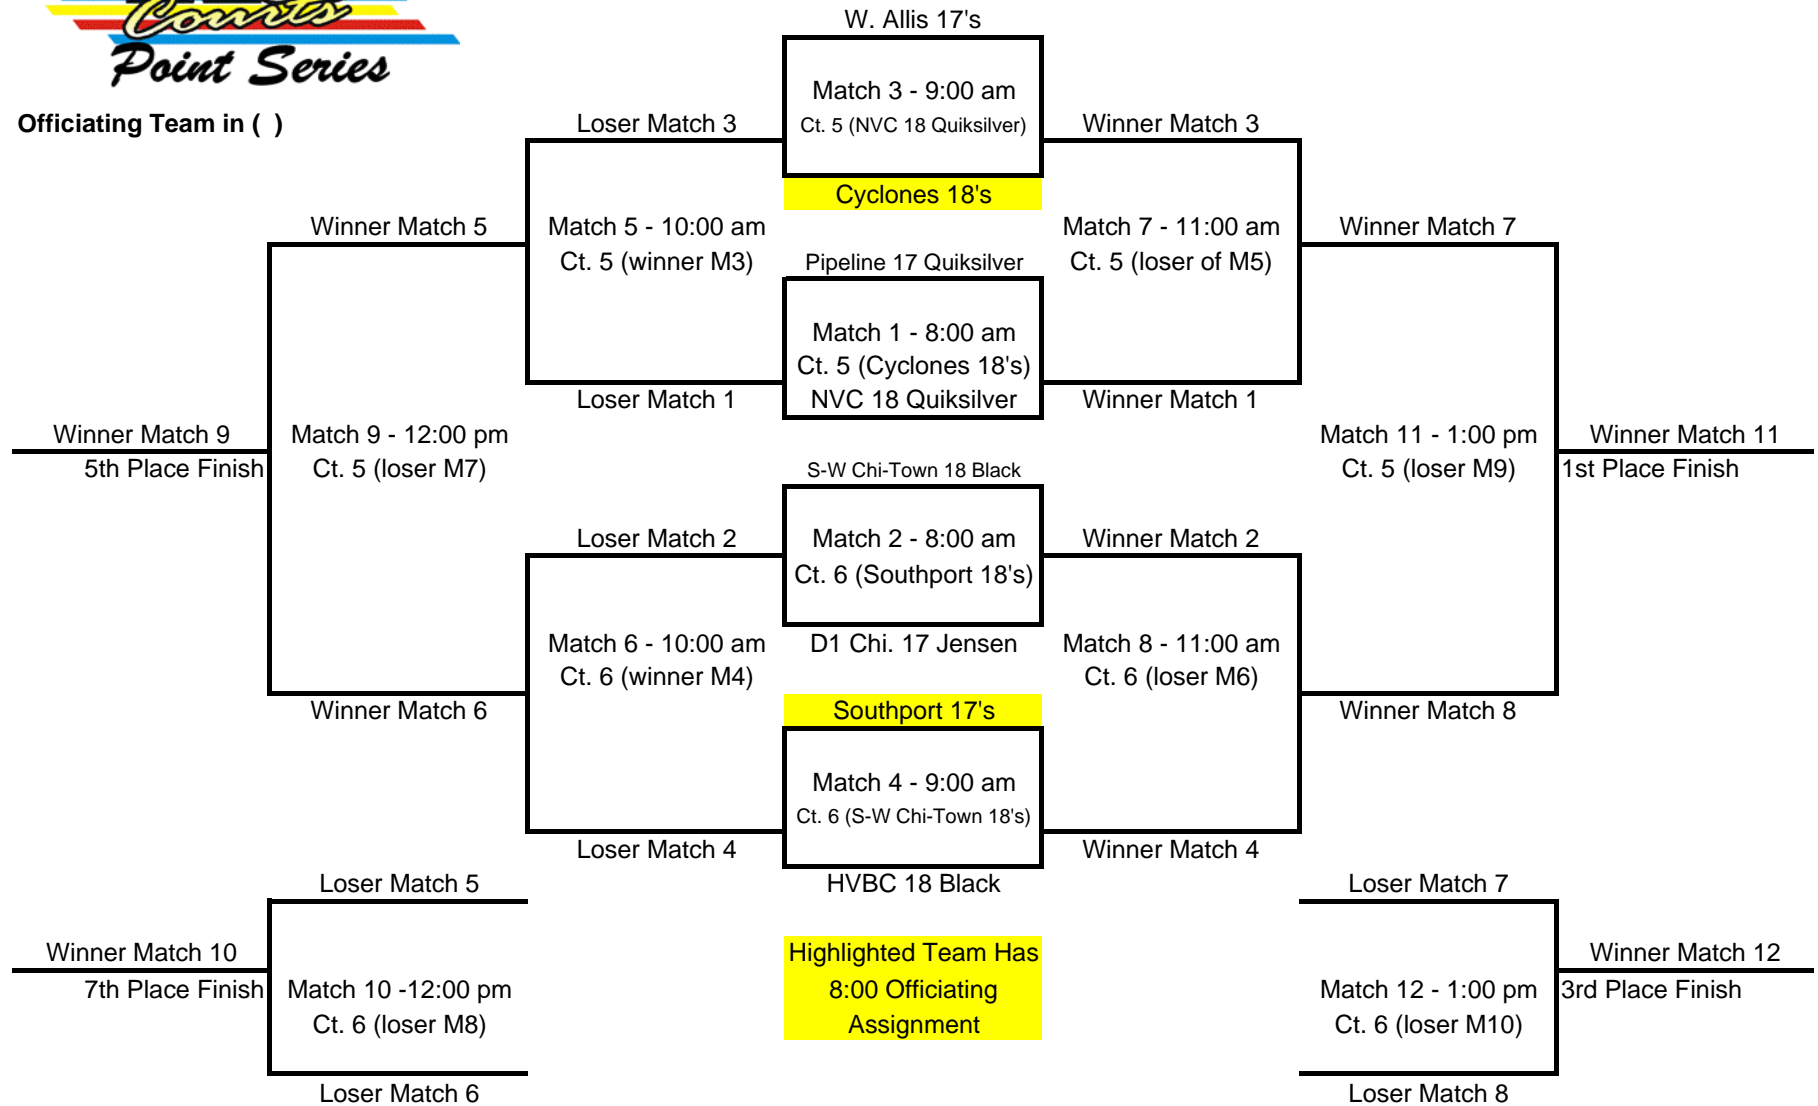 Courts
Point Series
Officiating Team in (  )
W. Allis 17's
Match 3 - 9:00 am
Ct. 5 (NVC 18 Quiksilver)
Loser Match 3
Winner Match 3
Cyclones 18's
Winner Match 5
Match 5 - 10:00 am
Ct. 5 (winner M3)
Match 7 - 11:00 am
Ct. 5 (loser of M5)
Winner Match 7
Pipeline 17 Quiksilver
Match 1 - 8:00 am
Ct. 5 (Cyclones 18's)
NVC 18 Quiksilver
Loser Match 1
Winner Match 1
Winner Match 9
5th Place Finish
Match 9 - 12:00 pm
Ct. 5 (loser M7)
Match 11 - 1:00 pm
Ct. 5 (loser M9)
Winner Match 11
1st Place Finish
S-W Chi-Town 18 Black
Loser Match 2
Match 2 - 8:00 am
Ct. 6 (Southport 18's)
Winner Match 2
D1 Chi. 17 Jensen
Match 6 - 10:00 am
Ct. 6 (winner M4)
Match 8 - 11:00 am
Ct. 6 (loser M6)
Winner Match 6
Southport 17's
Winner Match 8
Match 4 - 9:00 am
Ct. 6 (S-W Chi-Town 18's)
Loser Match 4
Winner Match 4
HVBC 18 Black
Loser Match 5
Loser Match 7
Winner Match 10
7th Place Finish
Match 10 -12:00 pm
Ct. 6 (loser M8)
Loser Match 6
Highlighted Team Has
8:00 Officiating
Assignment
Match 12 - 1:00 pm
Ct. 6 (loser M10)
Winner Match 12
3rd Place Finish
Loser Match 8